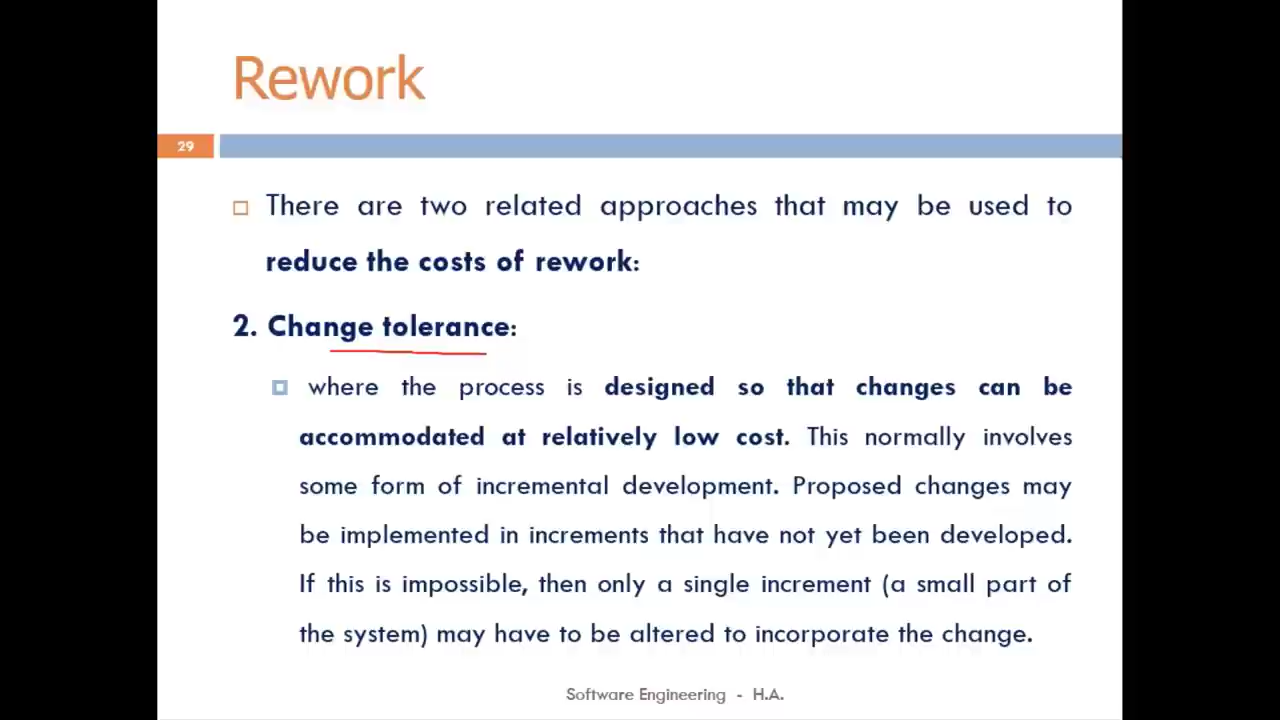 Rework
29
There are two related approaches that may be used to
reduce the costs of rework:
2. Change tolerance:
where the process is designed so that changes can be
accommodated at relatively low cost. This normally involves
some form of incremental development. Proposed changes may
be implemented in increments that have not yet been developed.
If this is impossible, then only a single increment (a small part of
the system) may have to be altered to incorporate the change.
Software Engineering - H.A.